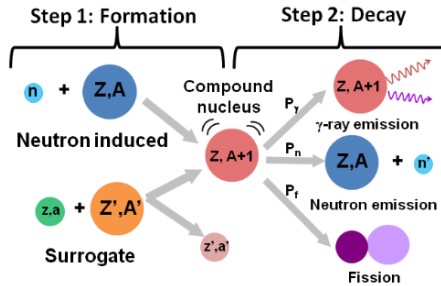 Step 1: Formation
Step 2: Decay
n + Z,A
Neutron induced
z,a + Z',A'
Surrogate
Compound
nucleus
Z, A+1
z',a'
Pγ
Z, A+1
γ-ray emission
Pn
Z,A + n'
Neutron emission
Pf
Fission